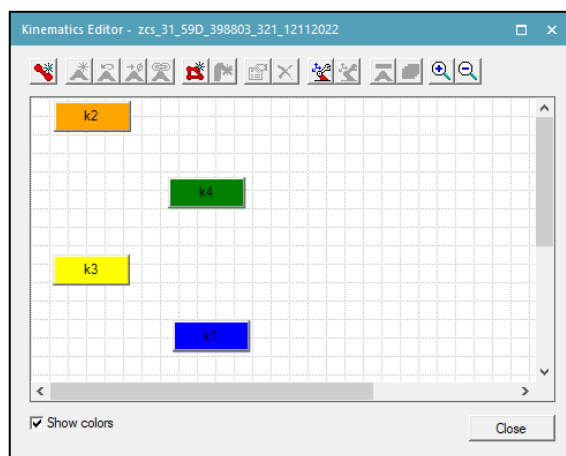 Kinematics Editor - zcs_31_59D_398803_321_12112022
k2
k4
k3
k1
Show colors
Close